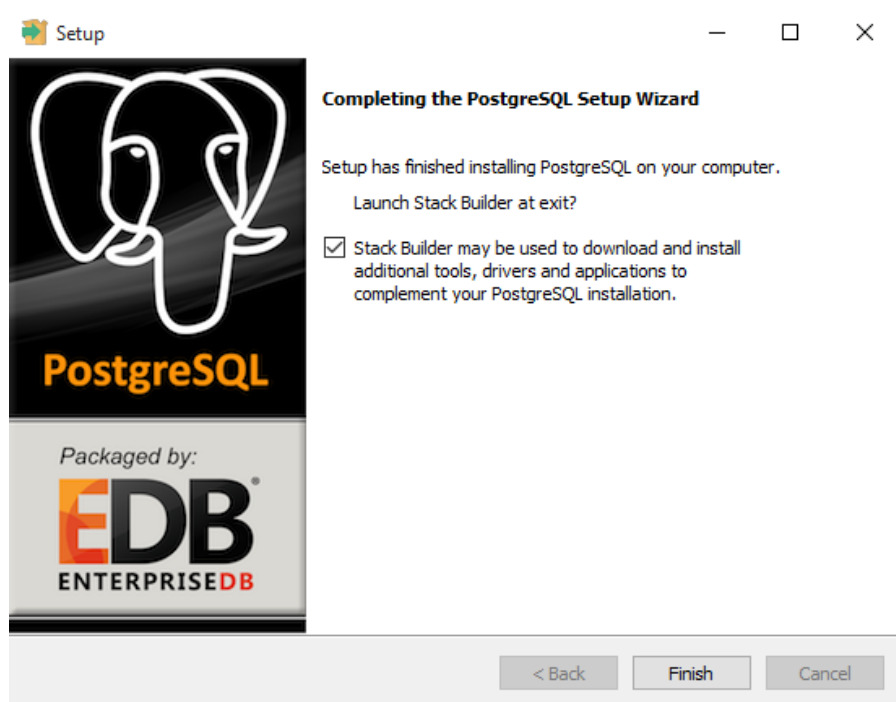 Setup
Completing the PostgreSQL Setup Wizard
Setup has finished installing PostgreSQL on your computer.
Launch Stack Builder at exit?
Stack Builder may be used to download and install
additional tools, drivers and applications to
complement your PostgreSQL installation.
PostgreSQL
Packaged by:
EDB®
ENTERPRISEDB
< Back
Finish
Cancel